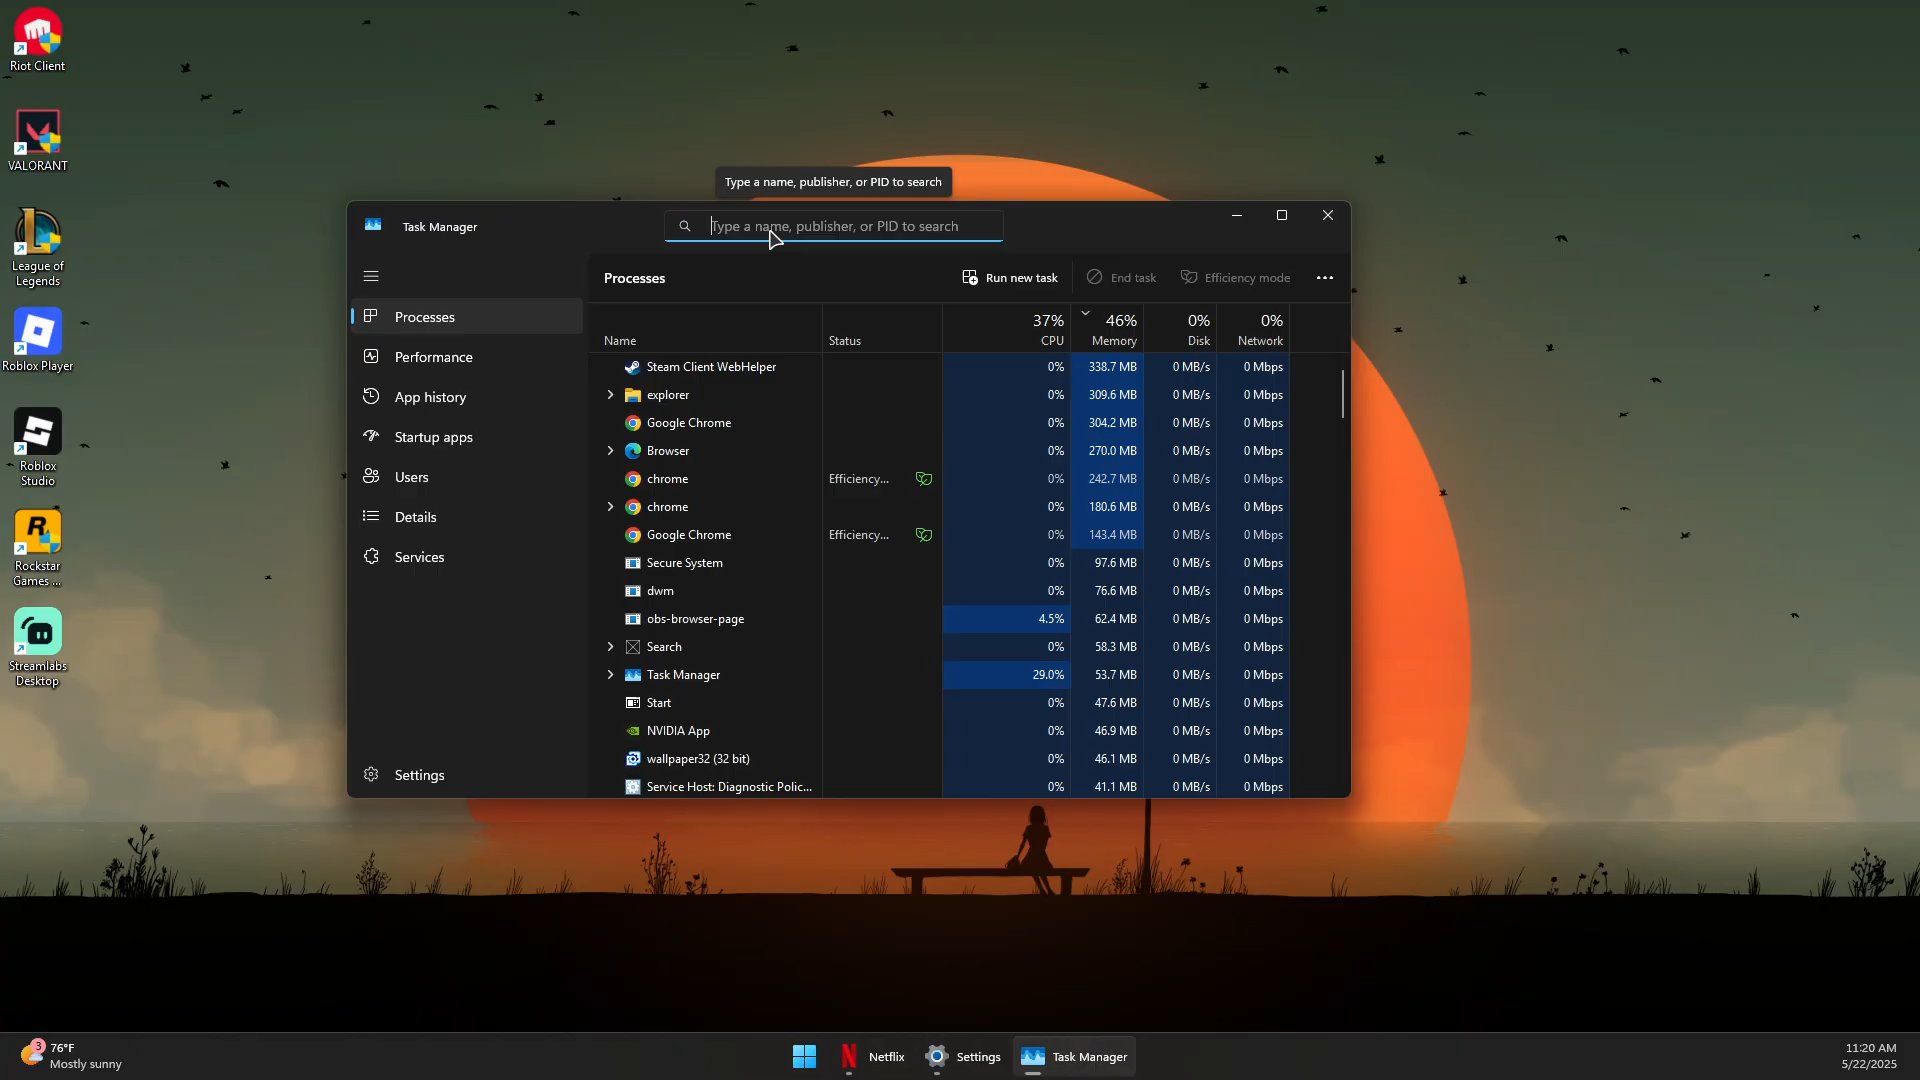 Riot Client
VALORANT
League of
Legends
Roblox Player
Roblox
Studio
Rockstar
Games ...
Streamlabs
Desktop
Type a name, publisher, or PID to search
Task Manager
Type a name, publisher, or PID to search
Processes
Run new task
End task
Efficiency mode
Processes
Performance
App history
Startup apps
Users
Details
Services
Settings
37% 46% 0% 0%
Name Status CPU Memory Disk Network
Steam Client WebHelper 0% 338.7 MB 0 MB/s 0 Mbps
explorer 0% 309.6 MB 0 MB/s 0 Mbps
Google Chrome 0% 304.2 MB 0 MB/s 0 Mbps
Browser 0% 270.0 MB 0 MB/s 0 Mbps
chrome Efficiency... 0% 242.7 MB 0 MB/s 0 Mbps
chrome 0% 180.6 MB 0 MB/s 0 Mbps
Google Chrome Efficiency... 0% 143.4 MB 0 MB/s 0 Mbps
Secure System 0% 97.6 MB 0 MB/s 0 Mbps
dwm 0% 76.6 MB 0 MB/s 0 Mbps
obs-browser-page 4.5% 62.4 MB 0 MB/s 0 Mbps
Search 0% 58.3 MB 0 MB/s 0 Mbps
Task Manager 29.0% 53.7 MB 0 MB/s 0 Mbps
Start 0% 47.6 MB 0 MB/s 0 Mbps
NVIDIA App 0% 46.9 MB 0 MB/s 0 Mbps
wallpaper32 (32 bit) 0% 46.1 MB 0 MB/s 0 Mbps
Service Host: Diagnostic Polic... 0% 41.1 MB 0 MB/s 0 Mbps
3
76°F
Mostly sunny
Netflix
Settings
Task Manager
11:20 AM
5/22/2025